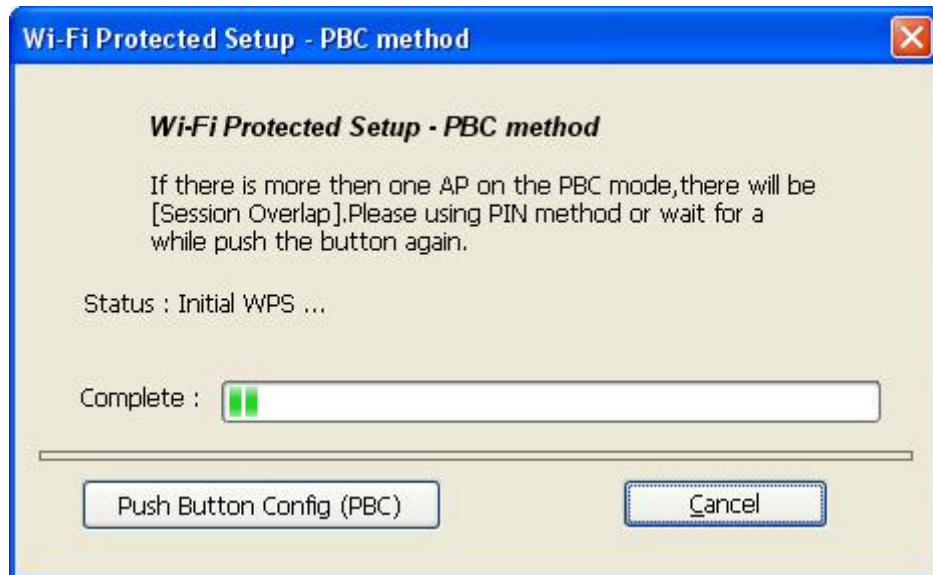 Wi-Fi Protected Setup - PBC method
Wi-Fi Protected Setup - PBC method
If there is more then one AP on the PBC mode,there will be
[Session Overlap].Please using PIN method or wait for a
while push the button again.
Status : Initial WPS ...
Complete :
Push Button Config (PBC)
Cancel